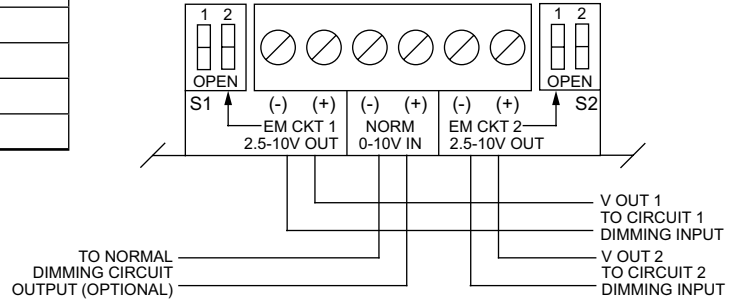 1 2
1 2
OPEN
OPEN
S1
(-) (+) (-) (+) (-) (+)
S2
EM CKT 1
2.5-10V OUT
NORM
0-10V IN
EM CKT 2
2.5-10V OUT
V OUT 1
TO CIRCUIT 1
DIMMING INPUT
TO NORMAL
DIMMING CIRCUIT
OUTPUT (OPTIONAL)
V OUT 2
TO CIRCUIT 2
DIMMING INPUT